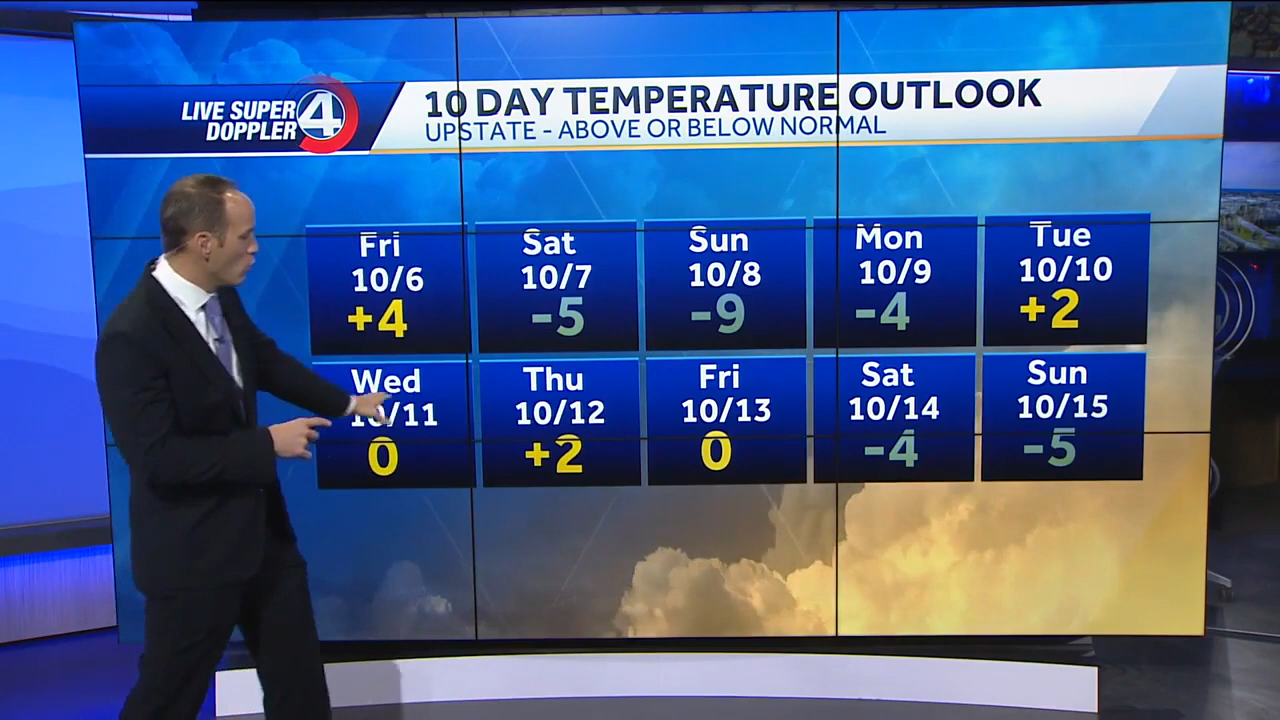 LIVE SUPER
DOPPLER 4
10 DAY TEMPERATURE OUTLOOK
UPSTATE - ABOVE OR BELOW NORMAL
Fri Sat Sun Mon Tue
10/6 10/7 10/8 10/9 10/10
+4 -5 -9 -4 +2
Wed Thu Fri Sat Sun
10/11 10/12 10/13 10/14 10/15
0 +2 0 -4 -5